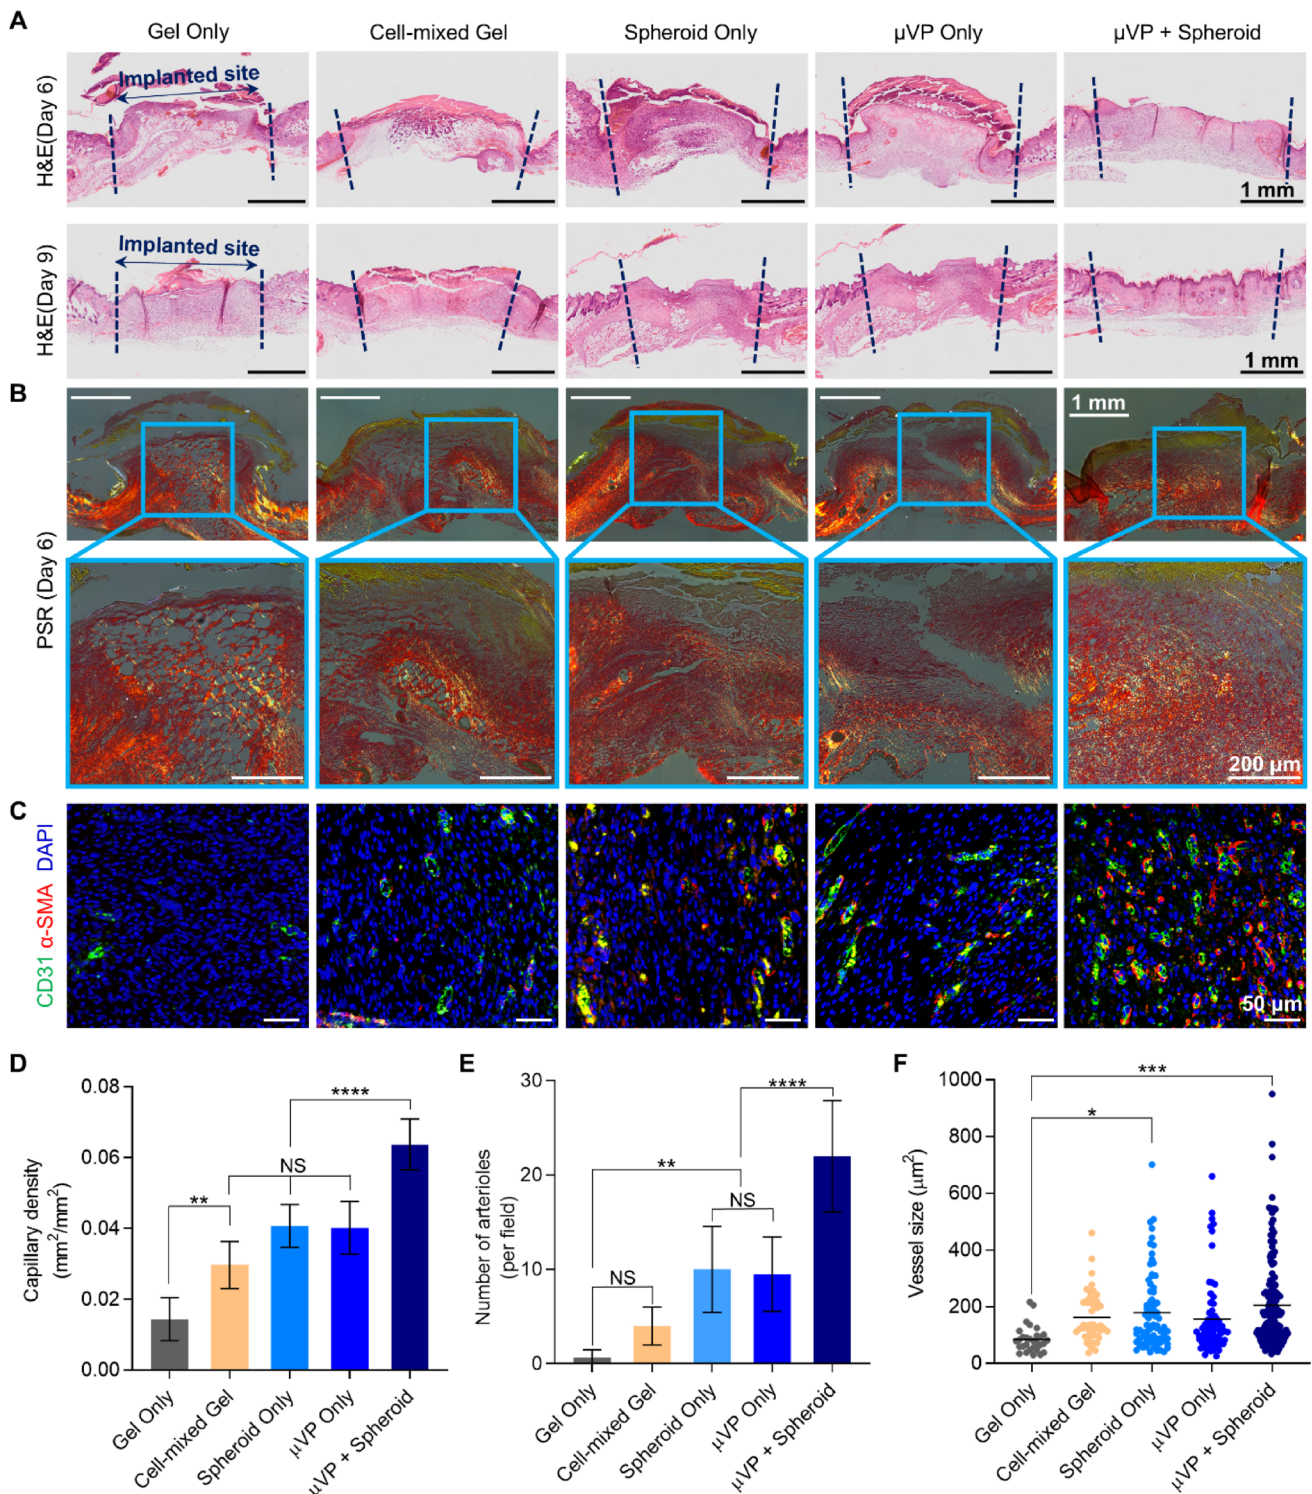 A
Gel Only
Cell-mixed Gel
Spheroid Only
µVP Only
µVP + Spheroid
H&E(Day 6)
Implanted site
1 mm
H&E(Day 9)
Implanted site
1 mm
B
PSR (Day 6)
1 mm
200 µm
C
CD31 α-SMA DAPI
50 µm
D
Capillary density
(mm²/mm²)
0.08
0.06
0.04
0.02
0.00
**
NS
****
Gel Only
Cell-mixed Gel
Spheroid Only
µVP Only
µVP + Spheroid
E
Number of arterioles
(per field)
30
20
10
0
NS
**
NS
****
Gel Only
Cell-mixed Gel
Spheroid Only
µVP Only
µVP + Spheroid
F
Vessel size (µm²)
1000
800
600
400
200
0
*
***
Gel Only
Cell-mixed Gel
Spheroid Only
µVP Only
µVP + Spheroid